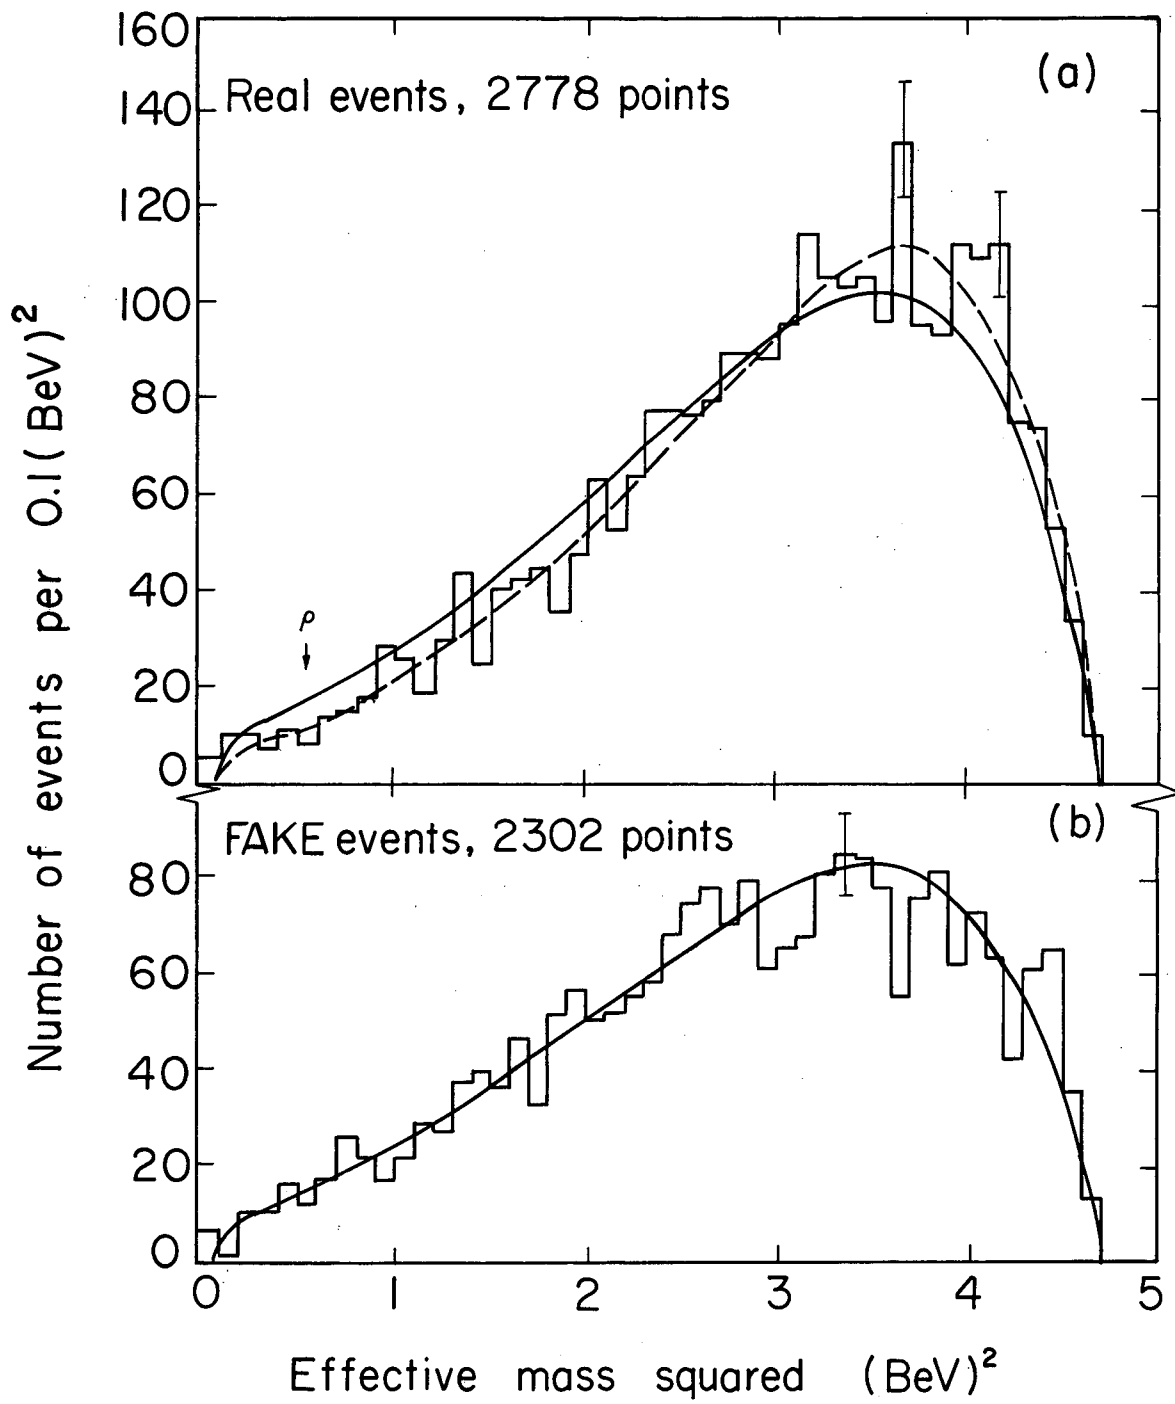 160
140
120
100
80
60
40
20
0
Real events, 2778 points
(a)
ρ
Number of events per 0.1 (BeV)²
FAKE events, 2302 points
(b)
80
60
40
20
0
0 1 2 3 4 5
Effective mass squared (BeV)²